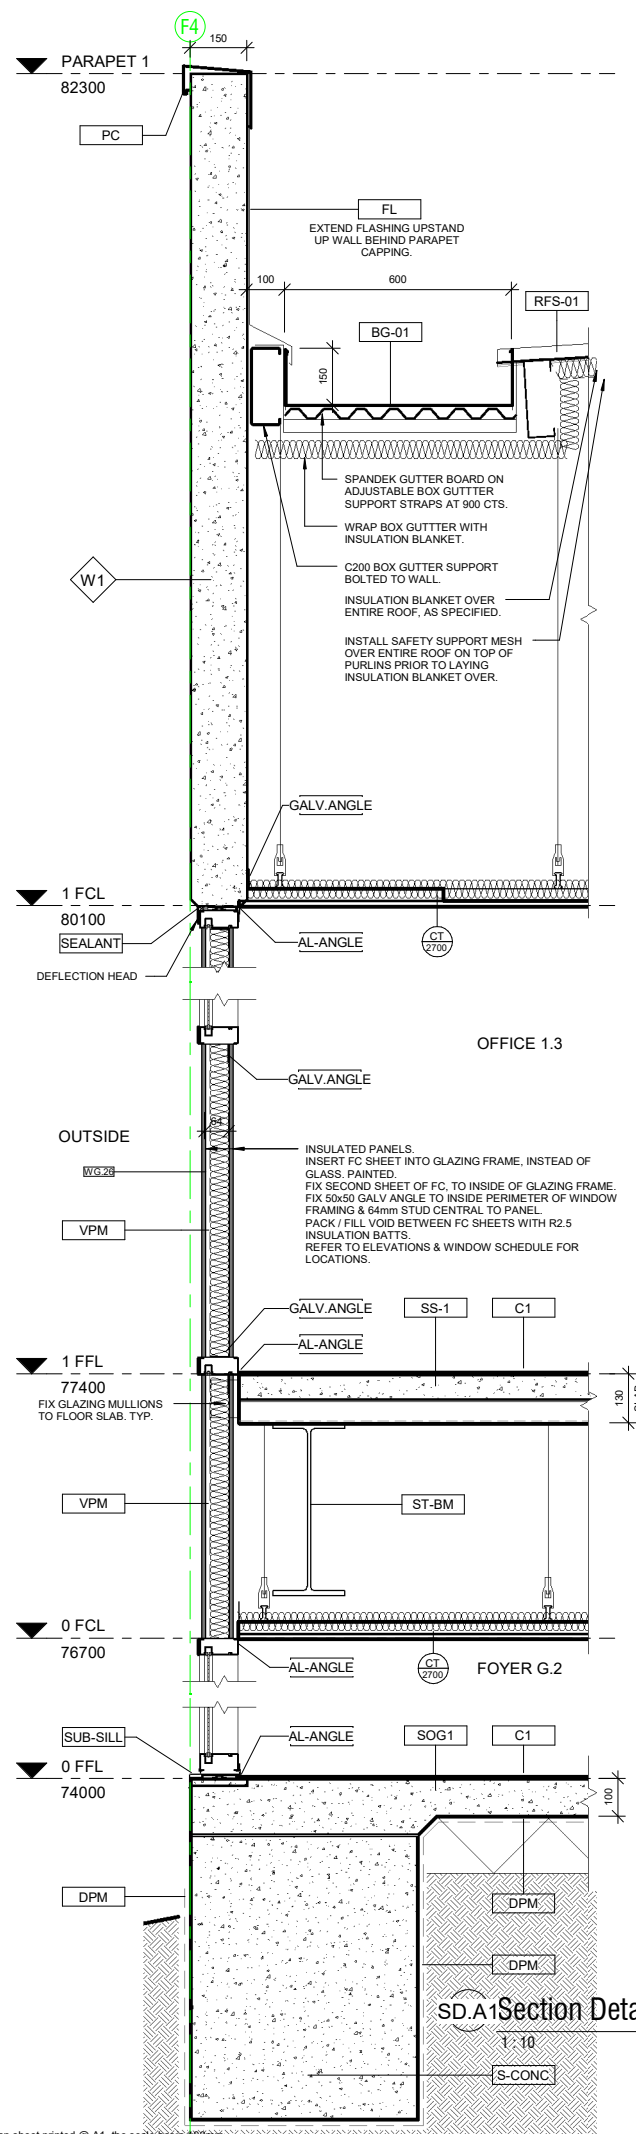 F4
150
PARAPET 1
82300
PC
FL
EXTEND FLASHING UPSTAND
UP WALL BEHIND PARAPET
CAPPING.
100
600
RFS-01
BG-01
150
SPANDEK GUTTER BOARD ON
ADJUSTABLE BOX GUTTTER
SUPPORT STRAPS AT 900 CTS.
WRAP BOX GUTTTER WITH
INSULATION BLANKET.
C200 BOX GUTTER SUPPORT
BOLTED TO WALL.
W1
INSULATION BLANKET OVER
ENTIRE ROOF, AS SPECIFIED.
INSTALL SAFETY SUPPORT MESH
OVER ENTIRE ROOF ON TOP OF
PURLINS PRIOR TO LAYING
INSULATION BLANKET OVER.
GALV.ANGLE
1 FCL
80100
SEALANT
AL-ANGLE
CT
2700
DEFLECTION HEAD
OFFICE 1.3
GALV.ANGLE
64
OUTSIDE
WG.26
VPM
INSULATED PANELS.
INSERT FC SHEET INTO GLAZING FRAME, INSTEAD OF
GLASS. PAINTED.
FIX SECOND SHEET OF FC, TO INSIDE OF GLAZING FRAME.
FIX 50x50 GALV ANGLE TO INSIDE PERIMETER OF WINDOW
FRAMING & 64mm STUD CENTRAL TO PANEL.
PACK / FILL VOID BETWEEN FC SHEETS WITH R2.5
INSULATION BATTS.
REFER TO ELEVATIONS & WINDOW SCHEDULE FOR
LOCATIONS.
GALV.ANGLE
SS-1
C1
AL-ANGLE
1 FFL
77400
FIX GLAZING MULLIONS
TO FLOOR SLAB. TYP.
130
VPM
ST-BM
0 FCL
76700
AL-ANGLE
CT
2700
FOYER G.2
SUB-SILL
AL-ANGLE
SOG1
C1
0 FFL
74000
100
DPM
DPM
DPM
SD.A1
Section Deta
1 : 10
S-CONC